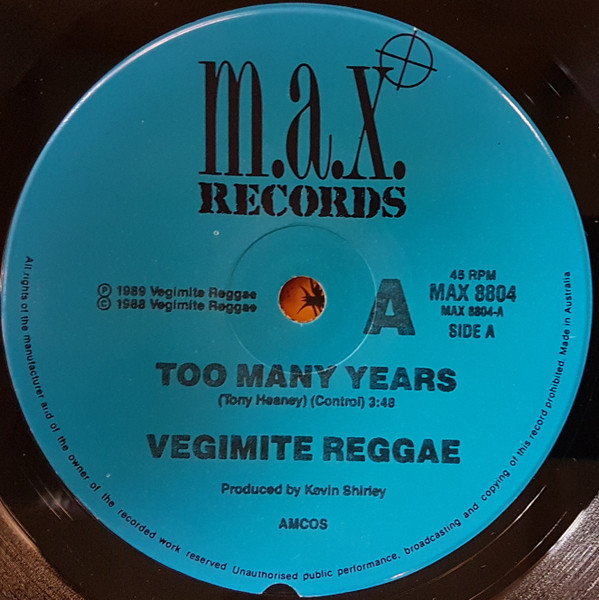 m.a.x.
RECORDS
℗ 1989 Vegimite Reggae
© 1988 Vegimite Reggae
A
45 RPM
MAX 8804
MAX 8804-A
SIDE A
TOO MANY YEARS
(Tony Heaney) (Control) 3:48
VEGIMITE REGGAE
Produced by Kevin Shirley
AMCOS
All rights of the manufacturer and of the owner of the recorded work reserved Unauthorised public performance, broadcasting and copying of this record prohibited. Made in Australia